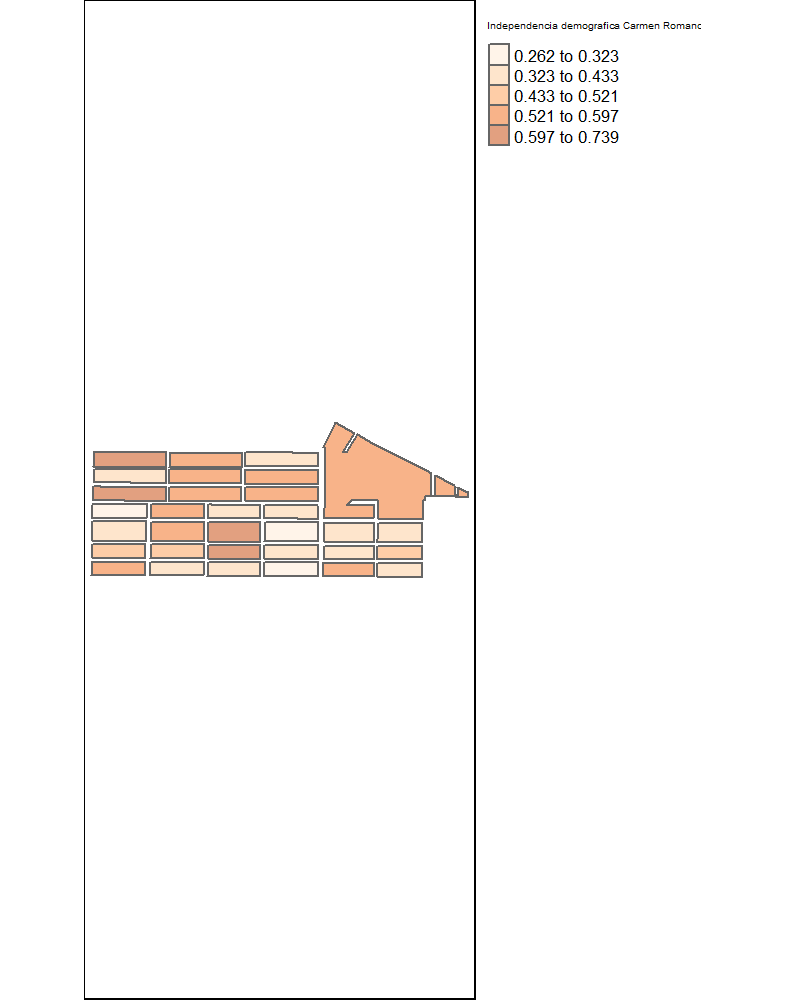 Independencia demografica Carmen Romano
0.262 to 0.323
0.323 to 0.433
0.433 to 0.521
0.521 to 0.597
0.597 to 0.739